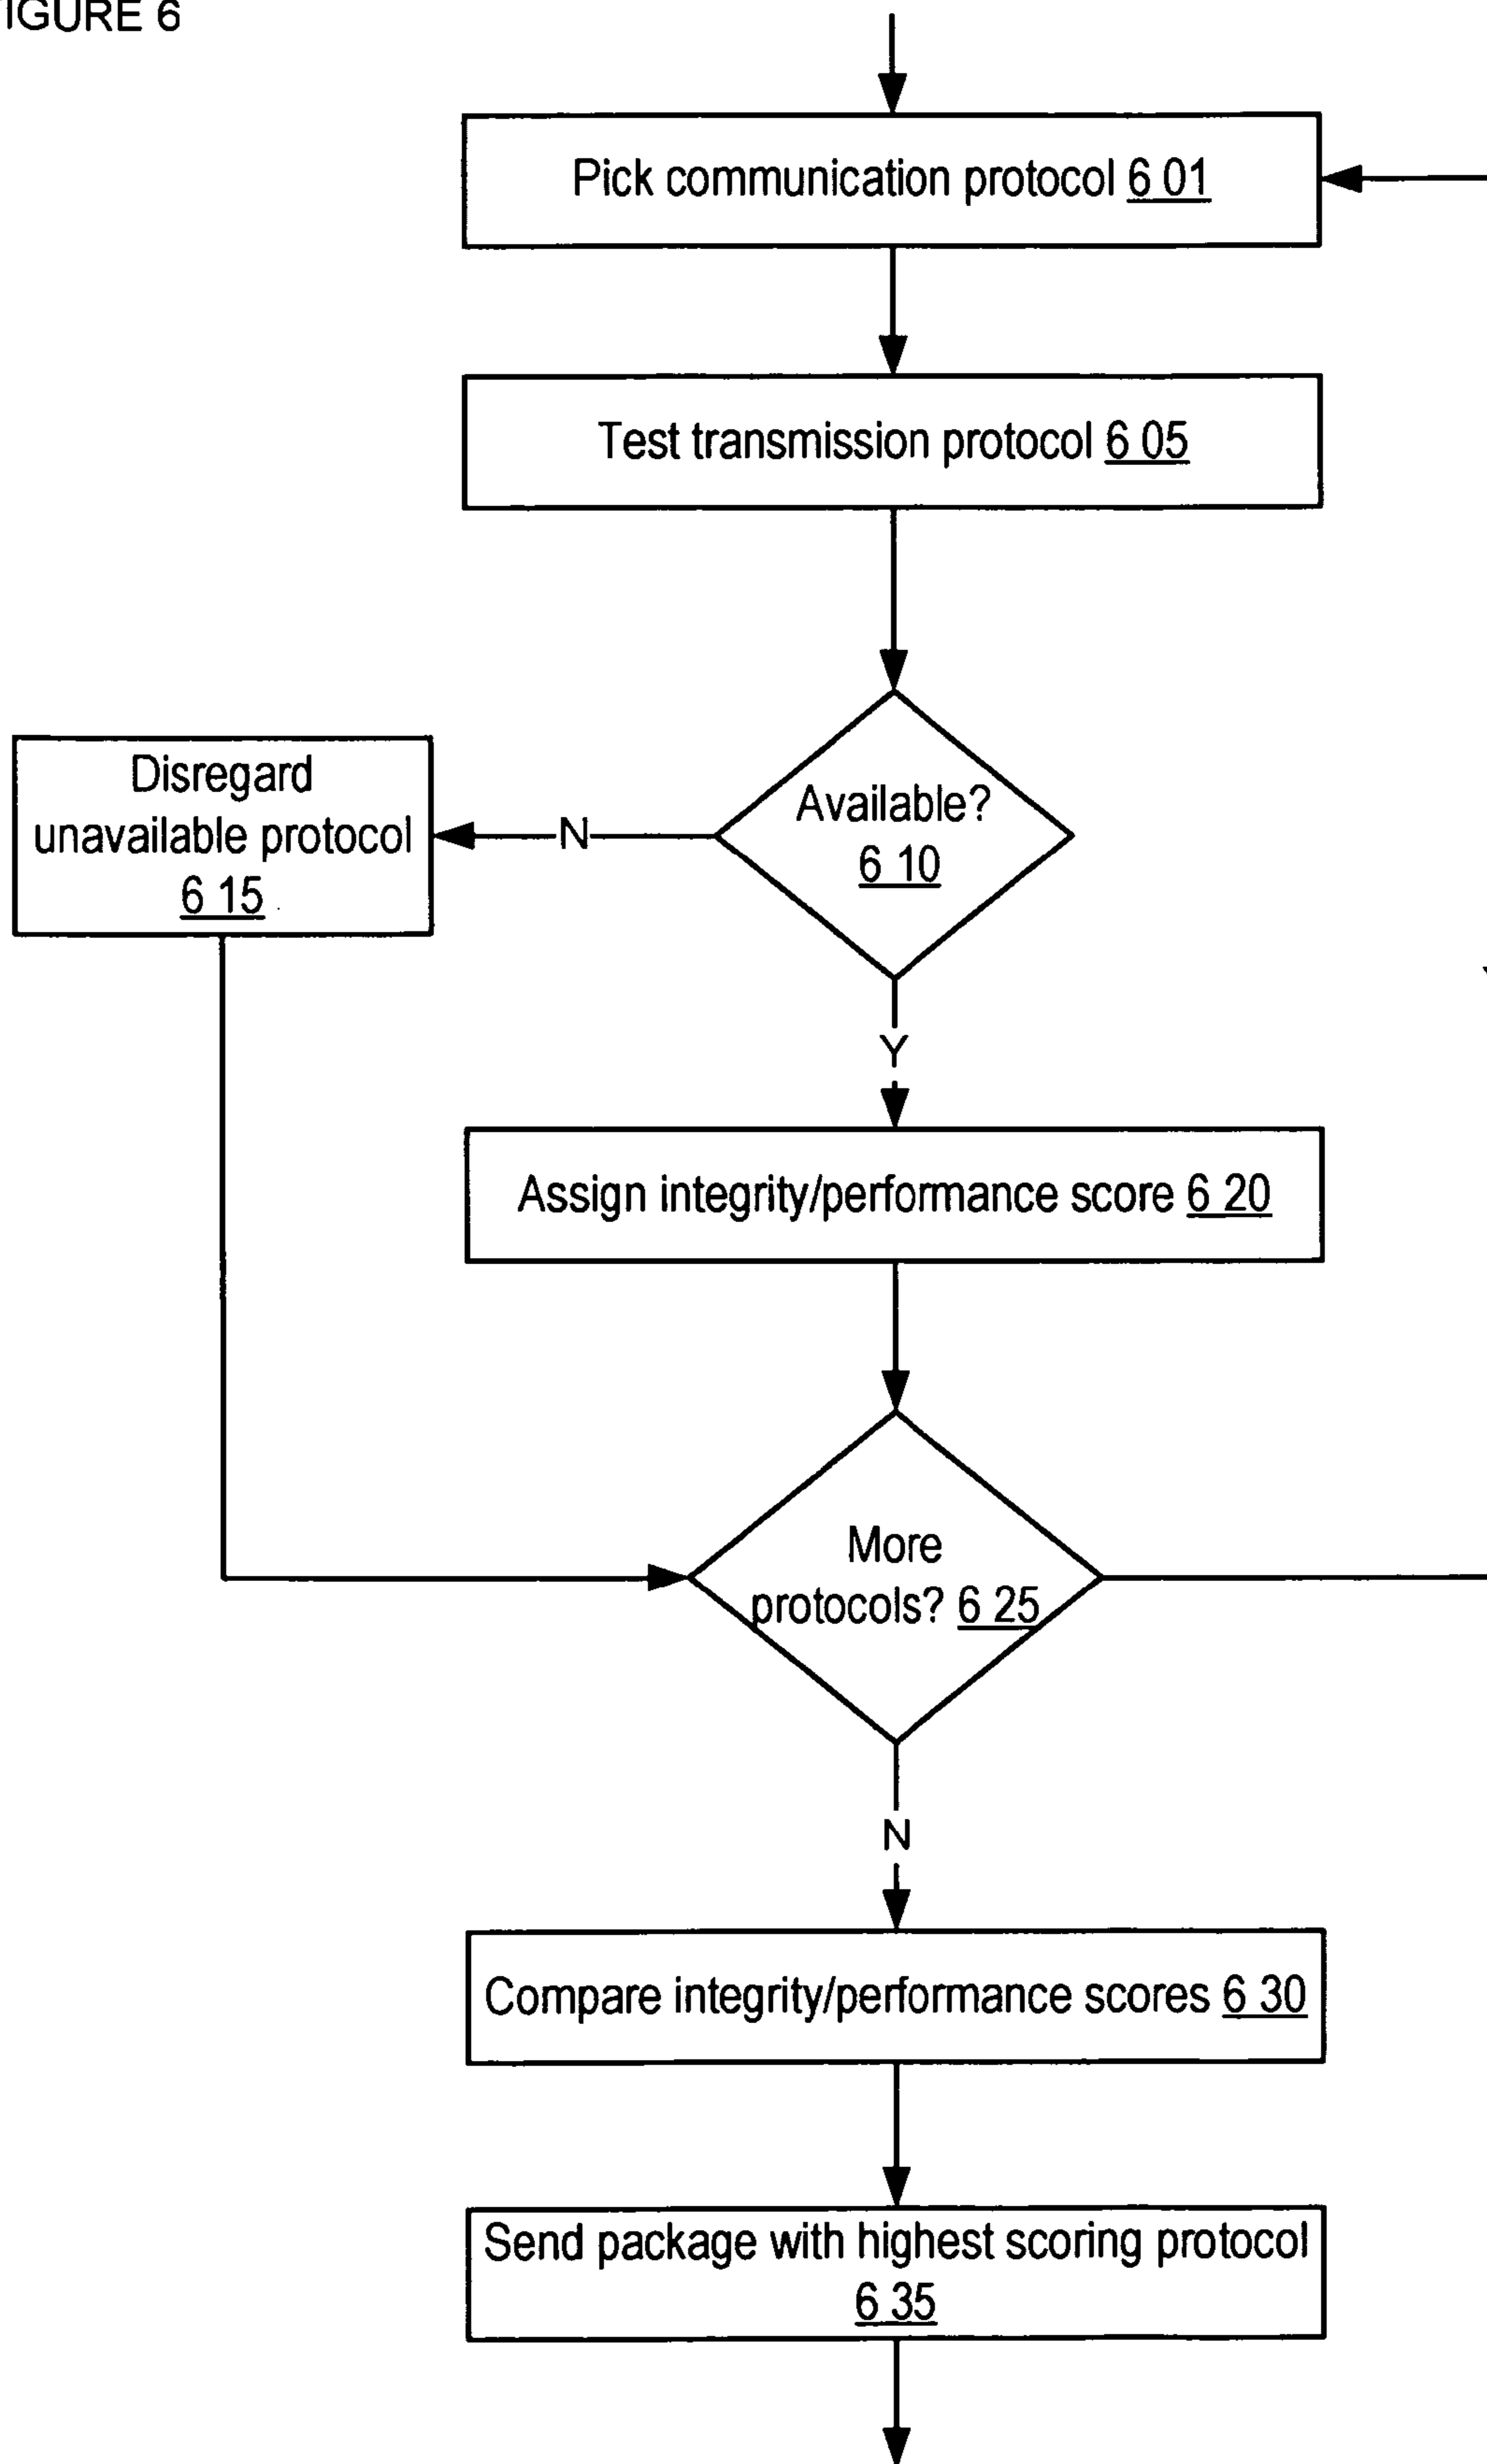 IGURE 6
Pick communication protocol 6 01
Test transmission protocol 6 05
Available?
6 10
N
Disregard
unavailable protocol
6 15
Y
Assign integrity/performance score 6 20
More
protocols? 6 25
N
Compare integrity/performance scores 6 30
Send package with highest scoring protocol
6 35